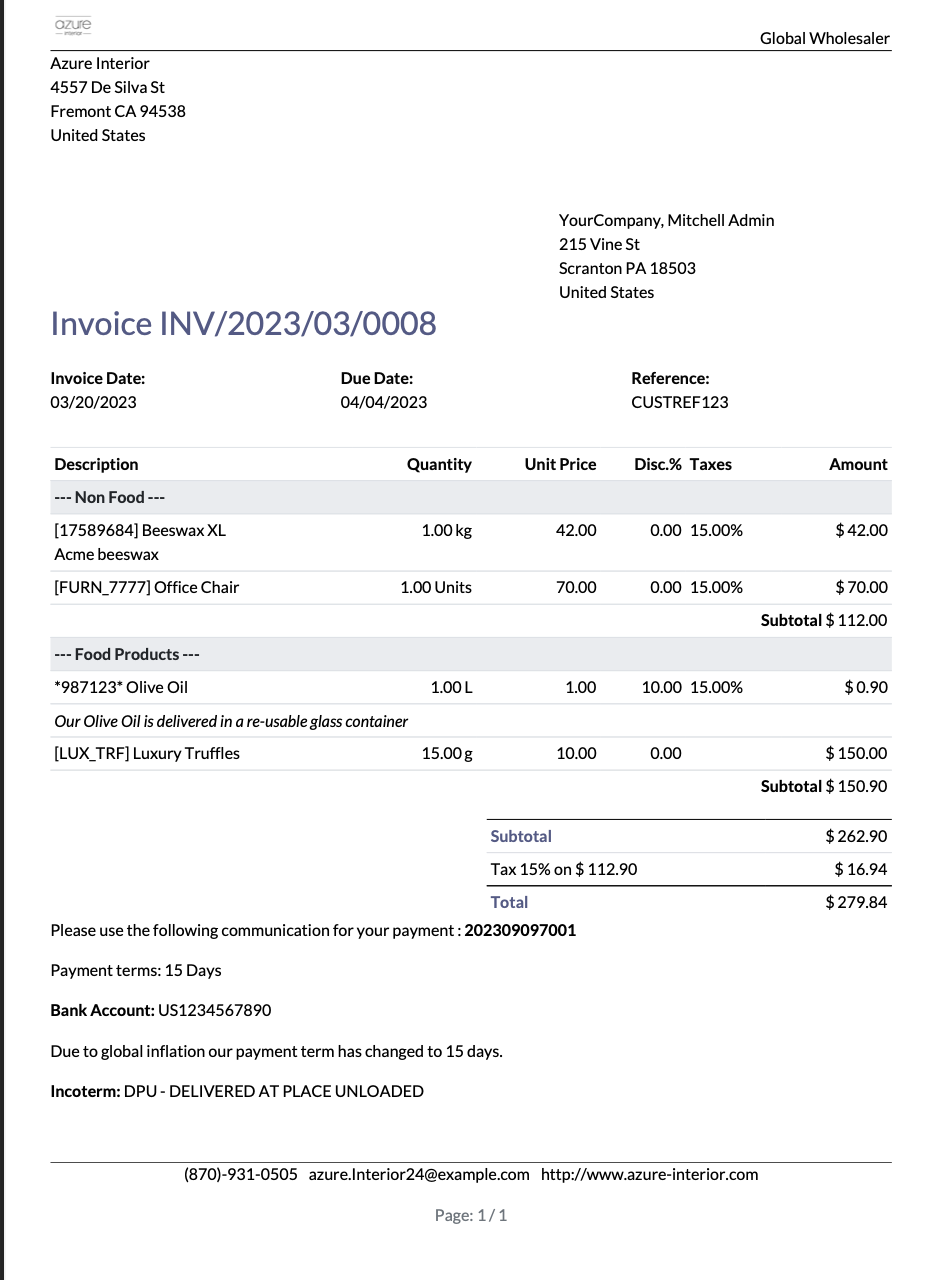 azure
interior
Global Wholesaler
Azure Interior
4557 De Silva St
Fremont CA 94538
United States
YourCompany, Mitchell Admin
215 Vine St
Scranton PA 18503
United States
Invoice INV/2023/03/0008
Invoice Date: Due Date: Reference:
03/20/2023 04/04/2023 CUSTREF123
Description Quantity Unit Price Disc.% Taxes Amount
--- Non Food ---
[17589684] Beeswax XL 1.00 kg 42.00 0.00 15.00% $ 42.00
Acme beeswax
[FURN_7777] Office Chair 1.00 Units 70.00 0.00 15.00% $ 70.00
Subtotal $ 112.00
--- Food Products ---
*987123* Olive Oil 1.00 L 1.00 10.00 15.00% $ 0.90
Our Olive Oil is delivered in a re-usable glass container
[LUX_TRF] Luxury Truffles 15.00 g 10.00 0.00 $ 150.00
Subtotal $ 150.90
Subtotal $ 262.90
Tax 15% on $ 112.90 $ 16.94
Total $ 279.84
Please use the following communication for your payment : 202309097001
Payment terms: 15 Days
Bank Account: US1234567890
Due to global inflation our payment term has changed to 15 days.
Incoterm: DPU - DELIVERED AT PLACE UNLOADED
(870)-931-0505 azure.Interior24@example.com http://www.azure-interior.com
Page: 1 / 1